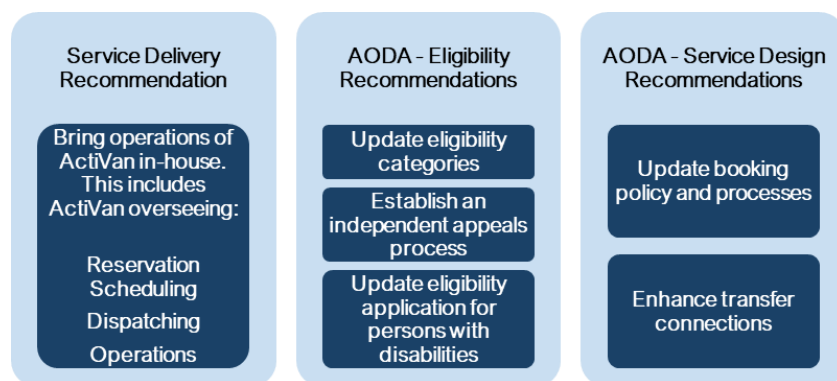 Service Delivery
Recommendation
Bring operations of
ActiVan in-house.
This includes
ActiVan overseeing:
Reservation
Scheduling
Dispatching
Operations
AODA - Eligibility
Recommendations
Update eligibility
categories
Establish an
independent appeals
process
Update eligibility
application for
persons with
disabilities
AODA - Service Design
Recommendations
Update booking
policy and processes
Enhance transfer
connections